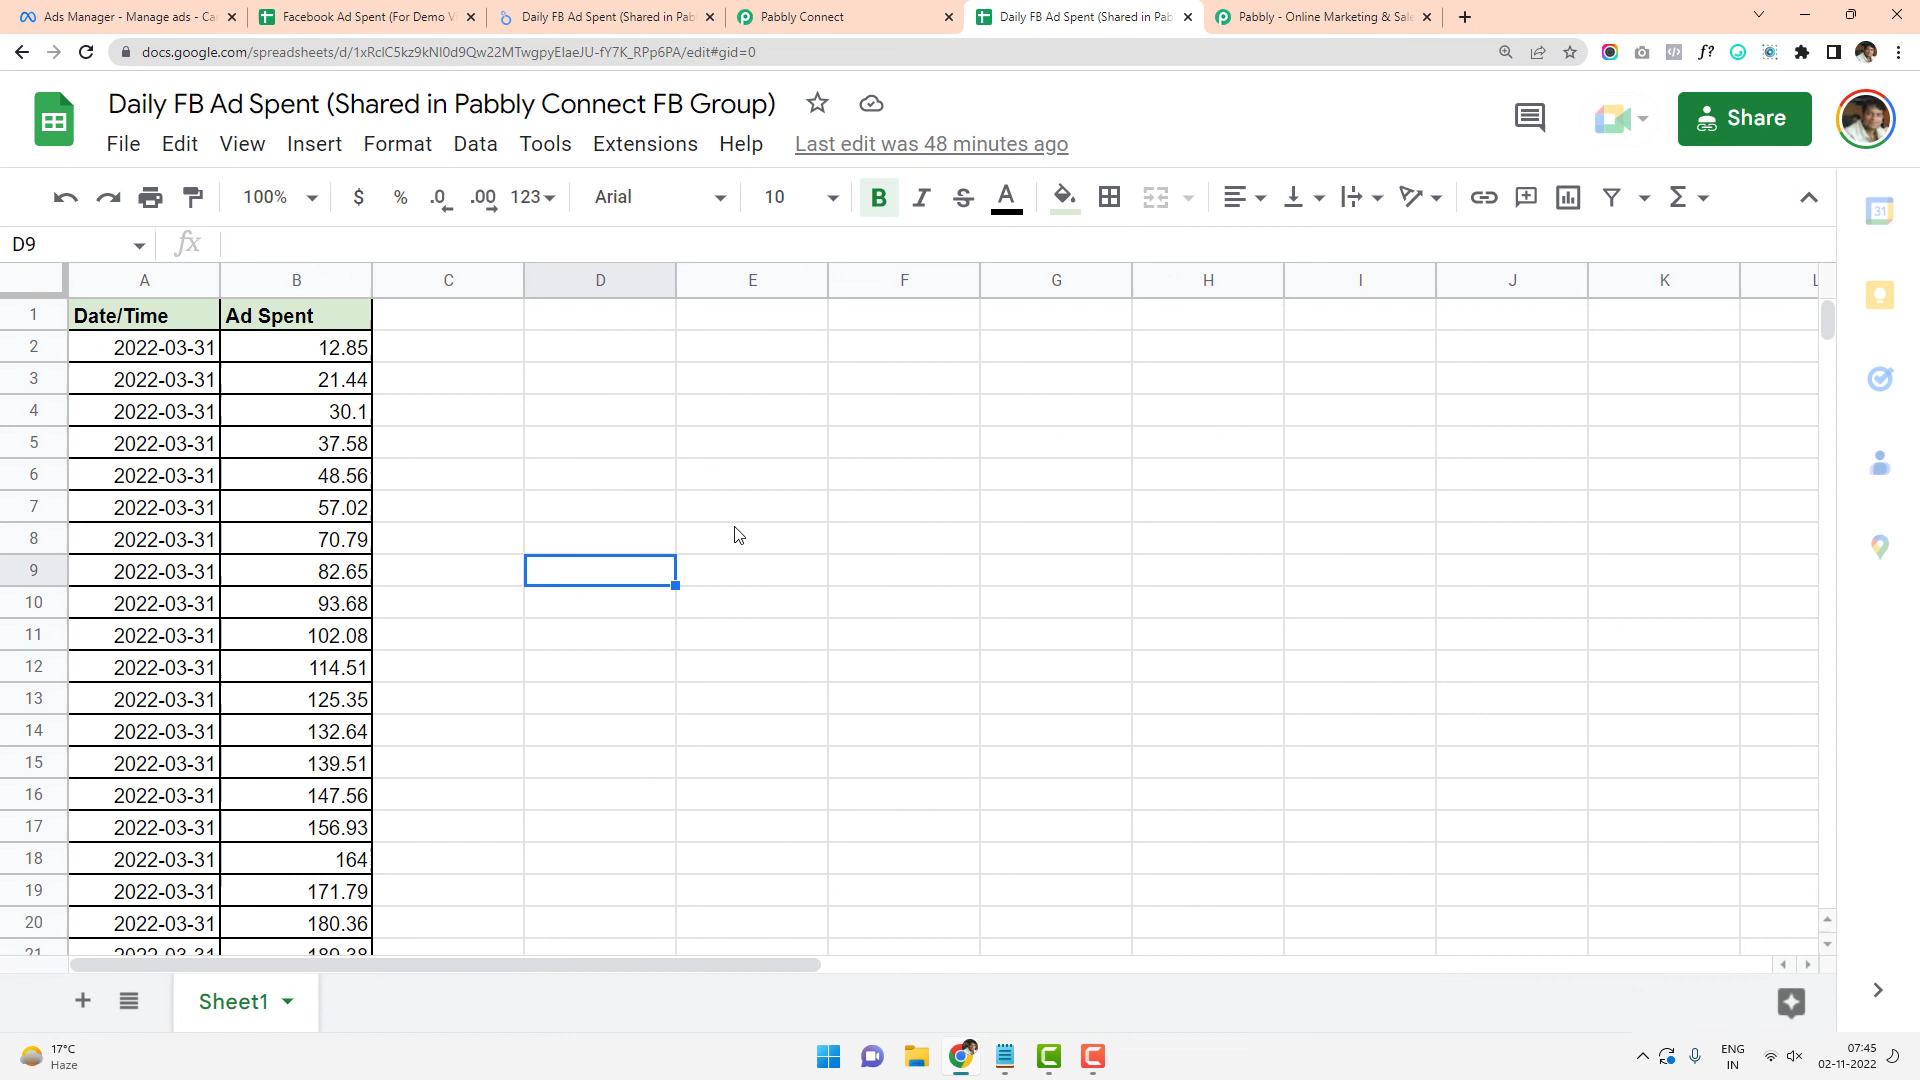 Ads Manager - Manage ads - Ca
Facebook Ad Spent (For Demo V
Daily FB Ad Spent (Shared in Pab
Pabbly Connect
Daily FB Ad Spent (Shared in Pab
Pabbly - Online Marketing & Sale
docs.google.com/spreadsheets/d/1xRclC5kz9kNI0d9Qw22MTwgpyElaeJU-fY7K_RPp6PA/edit#gid=0
f?
Daily FB Ad Spent (Shared in Pabbly Connect FB Group)
Share
File Edit View Insert Format Data Tools Extensions Help Last edit was 48 minutes ago
100% $ % .0 .00 123 Arial 10 B I S A
31
D9 fx
A B C D E F G H I J K L
1 Date/Time Ad Spent
2 2022-03-31 12.85
3 2022-03-31 21.44
4 2022-03-31 30.1
5 2022-03-31 37.58
6 2022-03-31 48.56
7 2022-03-31 57.02
8 2022-03-31 70.79
9 2022-03-31 82.65
10 2022-03-31 93.68
11 2022-03-31 102.08
12 2022-03-31 114.51
13 2022-03-31 125.35
14 2022-03-31 132.64
15 2022-03-31 139.51
16 2022-03-31 147.56
17 2022-03-31 156.93
18 2022-03-31 164
19 2022-03-31 171.79
20 2022-03-31 180.36
21 2022-03-31 189.38
Sheet1
17°C
Haze
ENG
IN
07:45
02-11-2022